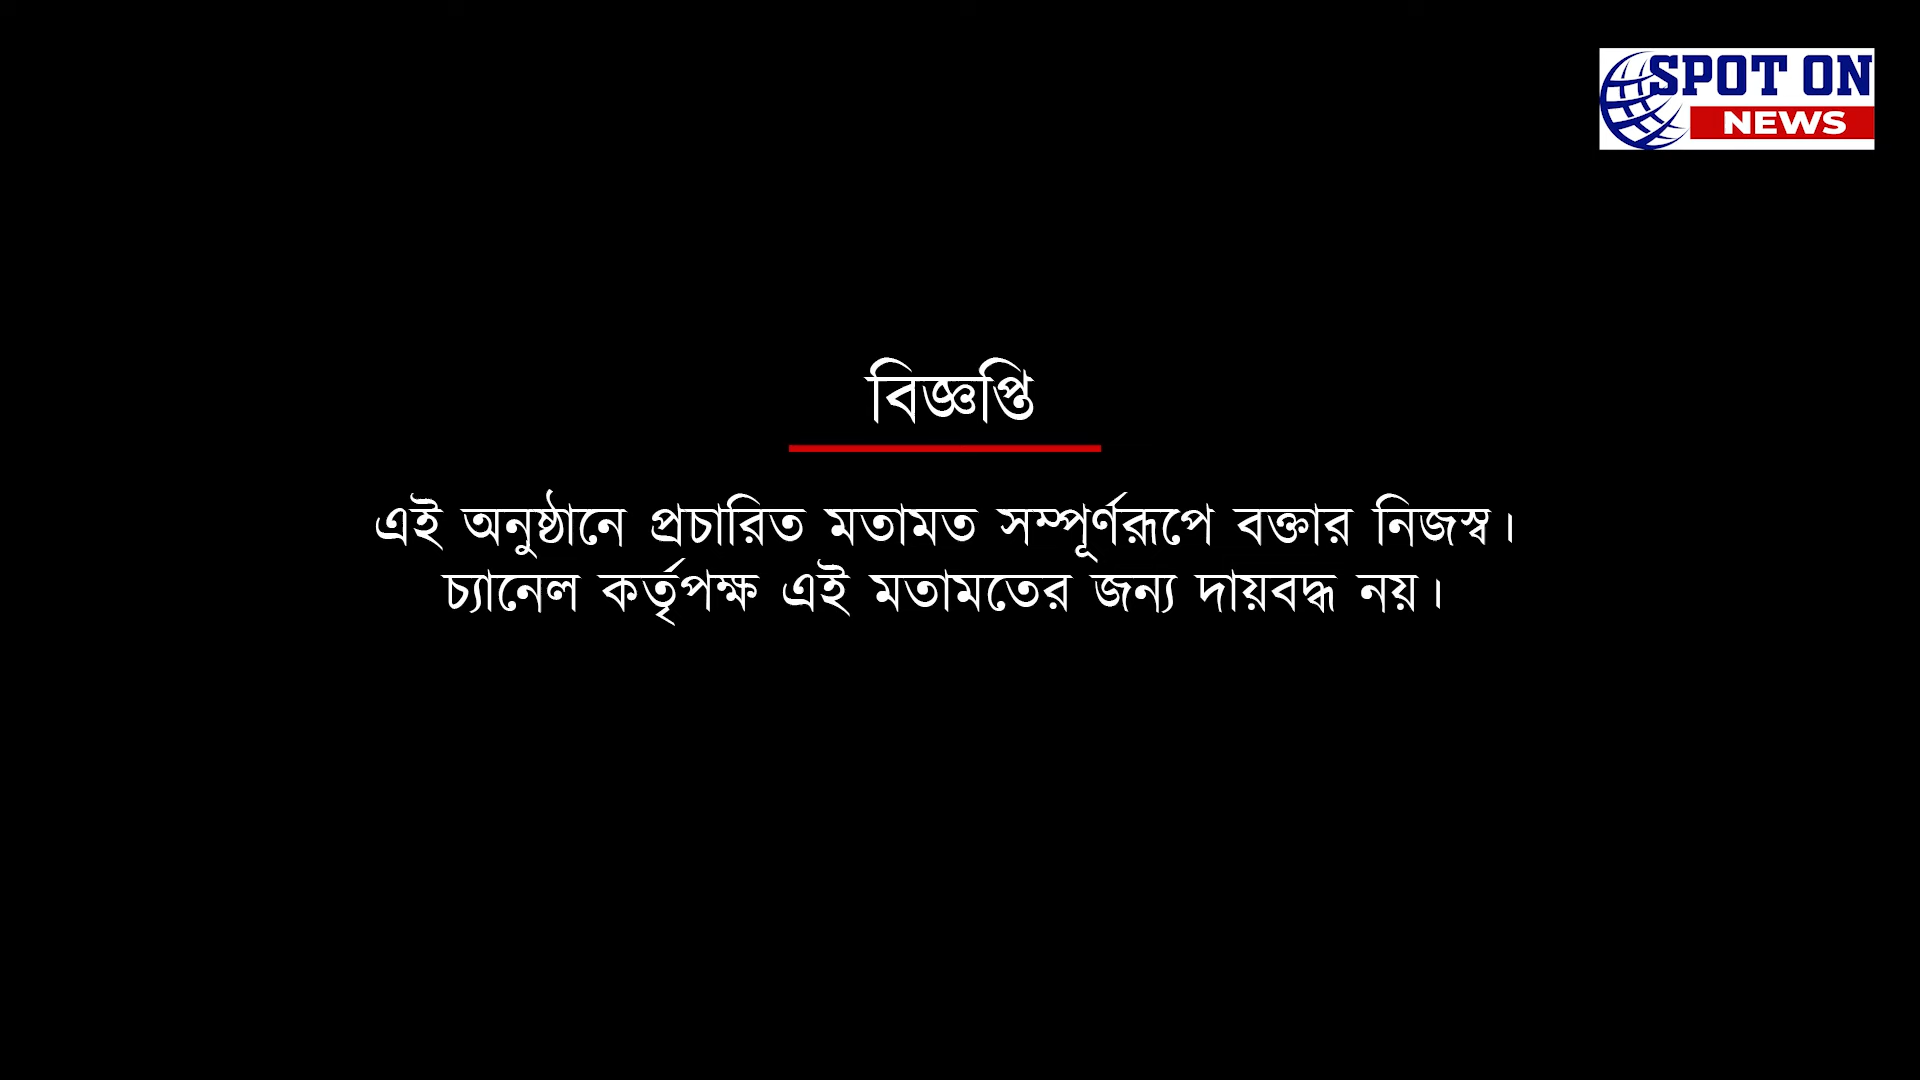 SPOT ON
NEWS
বিজ্ঞপ্তি
এই অনুষ্ঠানে প্রচারিত মতামত সম্পূর্ণরূপে বক্তার নিজস্ব।
চ্যানেল কর্তৃপক্ষ এই মতামতের জন্য দায়বদ্ধ নয়।